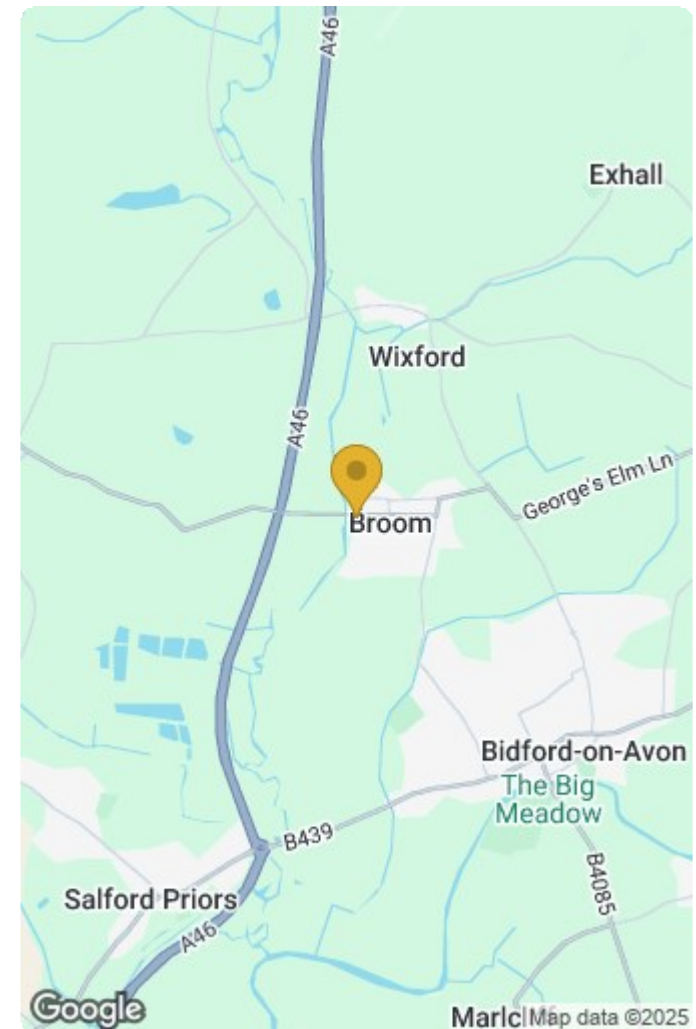 A46
Exhall
Wixford
A46
George's Elm Ln
Broom
Bidford-on-Avon
The Big
Meadow
B439
B4085
Salford Priors
A46
Google
Map data ©2025